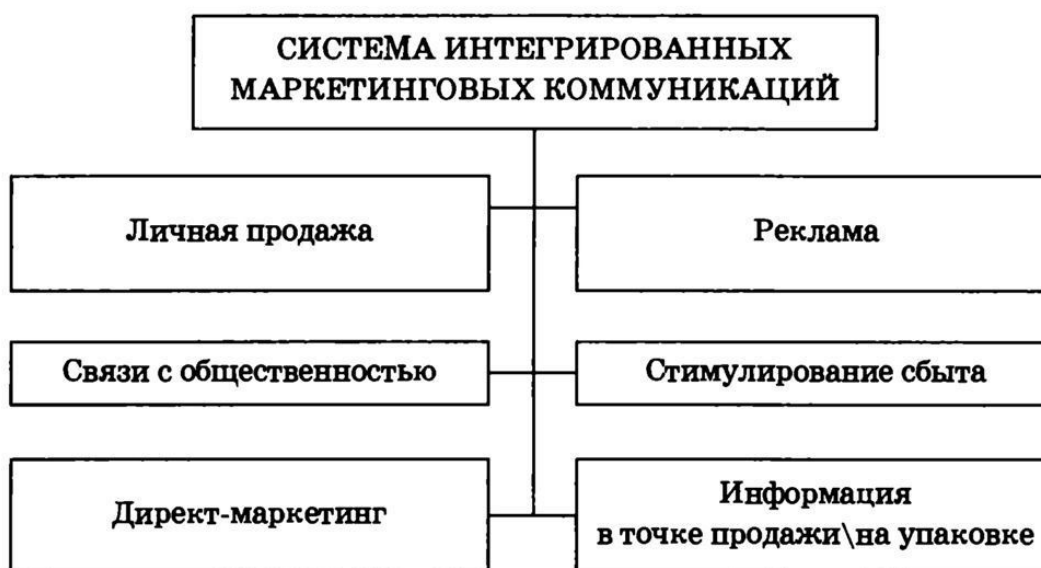 СИСТЕМА ИНТЕГРИРОВАННЫХ
МАРКЕТИНГОВЫХ КОММУНИКАЦИЙ
Личная продажа
Реклама
Связи с общественностью
Стимулирование сбыта
Директ-маркетинг
Информация
в точке продажи\на упаковке